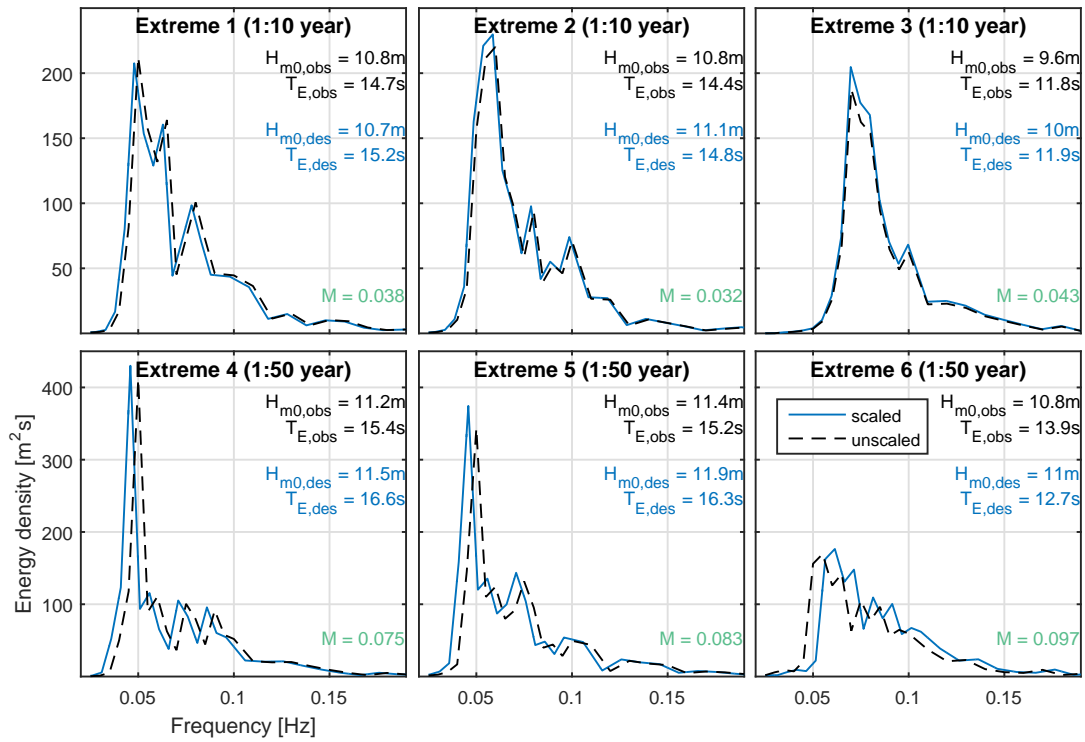 Extreme 1 (1:10 year)
H_m0,obs = 10.8m
T_E,obs = 14.7s
H_m0,des = 10.7m
T_E,des = 15.2s
M = 0.038
200
150
100
50
Extreme 2 (1:10 year)
H_m0,obs = 10.8m
T_E,obs = 14.4s
H_m0,des = 11.1m
T_E,des = 14.8s
M = 0.032
Extreme 3 (1:10 year)
H_m0,obs = 9.6m
T_E,obs = 11.8s
H_m0,des = 10m
T_E,des = 11.9s
M = 0.043
Extreme 4 (1:50 year)
H_m0,obs = 11.2m
T_E,obs = 15.4s
H_m0,des = 11.5m
T_E,des = 16.6s
M = 0.075
400
300
200
100
Energy density [m²s]
0.05 0.1 0.15
Frequency [Hz]
Extreme 5 (1:50 year)
H_m0,obs = 11.4m
T_E,obs = 15.2s
H_m0,des = 11.9m
T_E,des = 16.3s
M = 0.083
0.05 0.1 0.15
Extreme 6 (1:50 year)
H_m0,obs = 10.8m
T_E,obs = 13.9s
scaled
unscaled
H_m0,des = 11m
T_E,des = 12.7s
M = 0.097
0.05 0.1 0.15